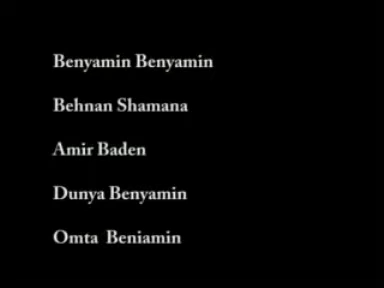 Benyamin Benyamin
Behnan Shamana
Amir Baden
Dunya Benyamin
Omta  Beniamin